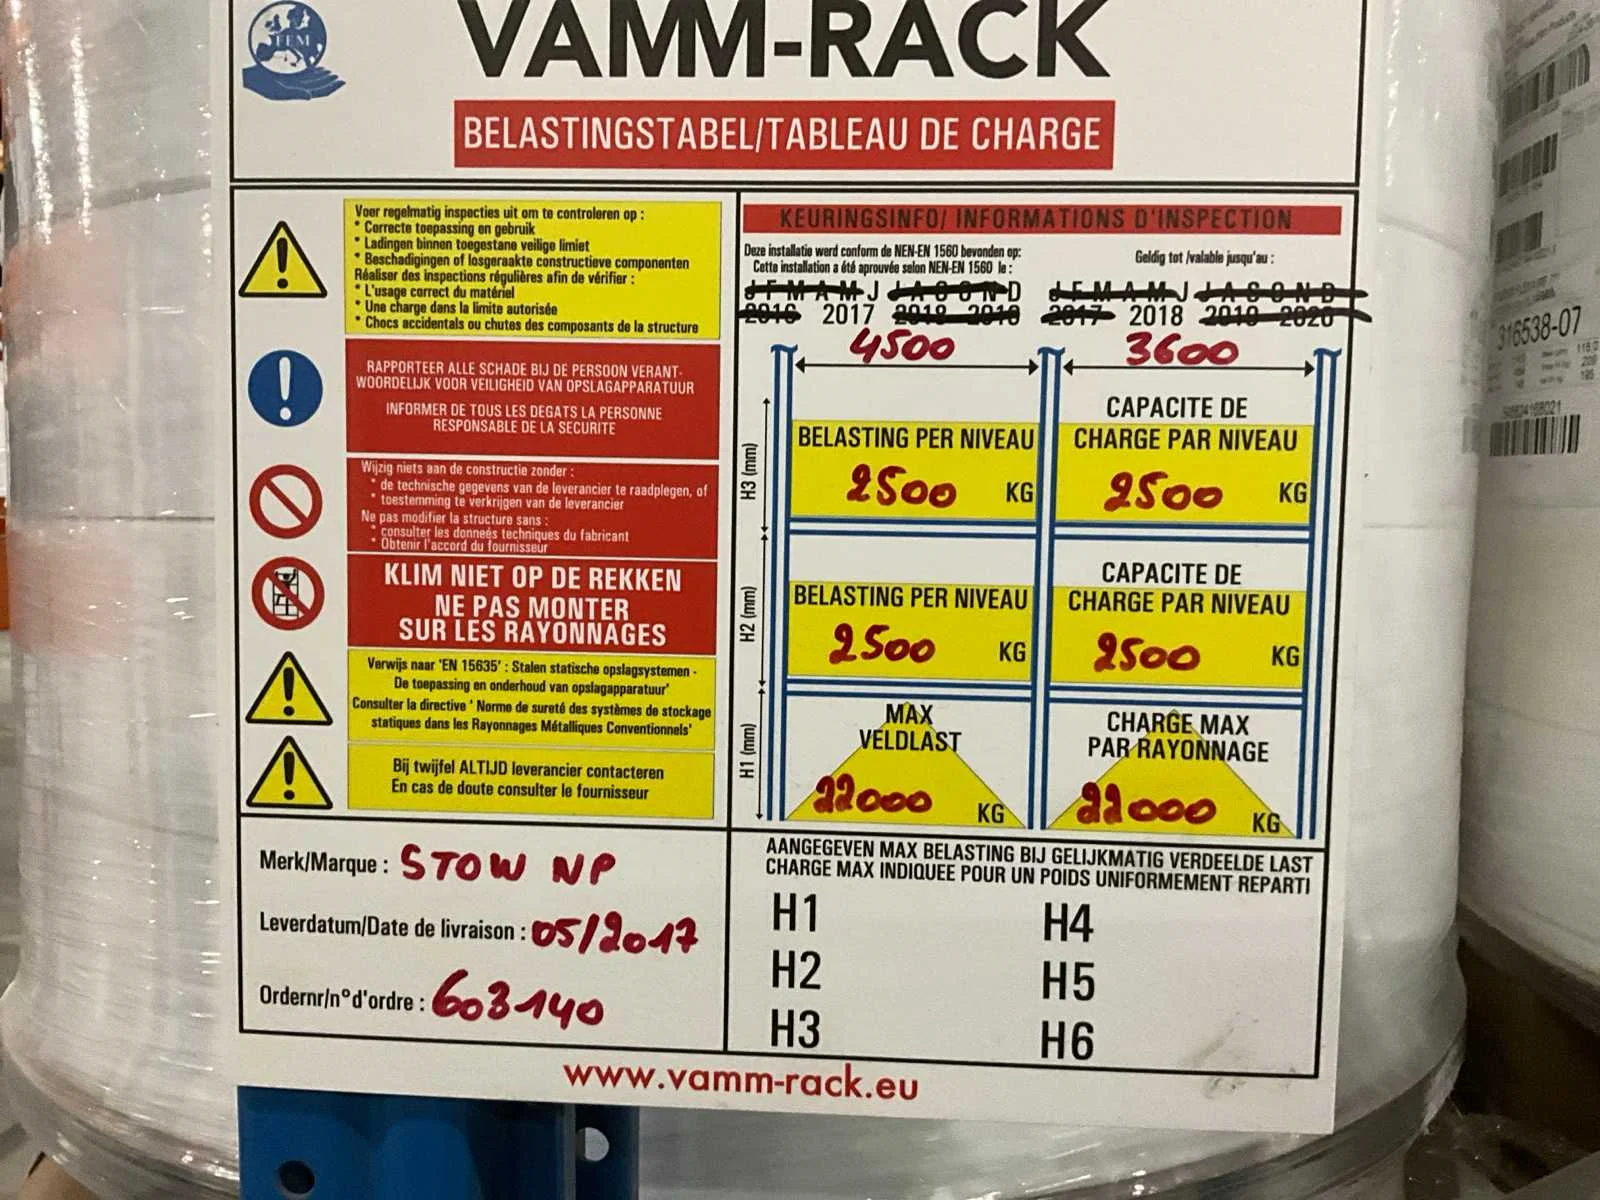 FEM
VAMM-RACK
BELASTINGSTABEL/TABLEAU DE CHARGE
Voer regelmatig inspecties uit om te controleren op :
* Correcte toepassing en gebruik
* Ladingen binnen toegestane veilige limiet
* Beschadigingen of losgeraakte constructieve componenten
Réaliser des inspections régulières afin de vérifier :
* L'usage correct du matériel
* Une charge dans la limite autorisée
* Chocs accidentals ou chutes des composants de la structure
RAPPORTEER ALLE SCHADE BIJ DE PERSOON VERANT-
WOORDELIJK VOOR VEILIGHEID VAN OPSLAGAPPARATUUR
INFORMER DE TOUS LES DEGATS LA PERSONNE
RESPONSABLE DE LA SECURITE
Wijzig niets aan de constructie zonder :
* de technische gegevens van de leverancier te raadplegen, of
* toestemming te verkrijgen van de leverancier
Ne pas modifier la structure sans :
* consulter les donneés techniques du fabricant
* Obtenir l'accord du fournisseur
KLIM NIET OP DE REKKEN
NE PAS MONTER
SUR LES RAYONNAGES
Verwijs naar 'EN 15635' : Stalen statische opslagsystemen -
De toepassing en onderhoud van opslagapparatuur'
Consulter la directive ' Norme de sureté des systèmes de stockage
statiques dans les Rayonnages Métalliques Conventionnels'
Bij twijfel ALTIJD leverancier contacteren
En cas de doute consulter le fournisseur
Merk/Marque : STOW NP
Leverdatum/Date de livraison : 05/2017
Ordernr/n°d'ordre : 603140
KEURINGSINFO/ INFORMATIONS D'INSPECTION
Deze installatie werd conform de NEN-EN 1560 bevonden op:
Cette installation a été aprouvée selon NEN-EN 1560 le :
J F M A M J J A S O N D
2016 2017 2018 2019
Geldig tot /valable jusqu'au :
J F M A M J J A S O N D
2017 2018 2019 2020
4500 3600
H3 (mm)
BELASTING PER NIVEAU
2500 KG
CAPACITE DE
CHARGE PAR NIVEAU
2500 KG
H2 (mm)
BELASTING PER NIVEAU
2500 KG
CAPACITE DE
CHARGE PAR NIVEAU
2500 KG
H1 (mm)
MAX
VELDLAST
22000 KG
CHARGE MAX
PAR RAYONNAGE
22000 KG
AANGEGEVEN MAX BELASTING BIJ GELIJKMATIG VERDEELDE LAST
CHARGE MAX INDIQUEE POUR UN POIDS UNIFORMEMENT REPARTI
H1 H4
H2 H5
H3 H6
www.vamm-rack.eu
316538-07